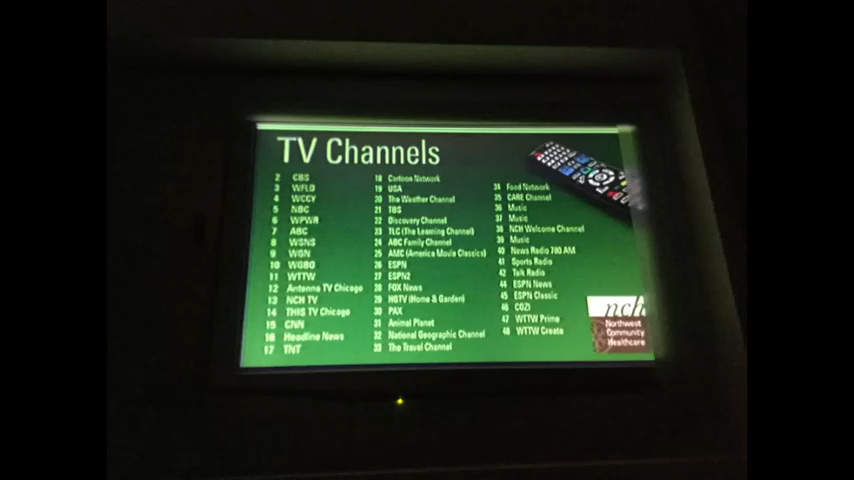 TV Channels
2 CBS
3 WFLD
4 WCCY
5 NBC
6 WPWR
7 ABC
8 WSNS
9 WGN
10 WGBO
11 WTTW
12 Antenna TV Chicago
13 NCH TV
14 THIS TV Chicago
15 CNN
16 Headline News
17 TNT
18 Cartoon Network
19 USA
20 The Weather Channel
21 TBS
22 Discovery Channel
23 TLC (The Learning Channel)
24 ABC Family Channel
25 AMC (America Movie Classics)
26 ESPN
27 ESPN2
28 FOX News
29 HGTV (Home & Garden)
30 PAX
31 Animal Planet
32 National Geographic Channel
33 The Travel Channel
34 Food Network
35 CARE Channel
36 Music
37 Music
38 NCH Welcome Channel
39 Music
40 News Radio 780 AM
41 Sports Radio
42 Talk Radio
44 ESPN News
45 ESPN Classic
46 COZI
47 WTTW Prime
48 WTTW Create
nch
Northwest
Community
Healthcare